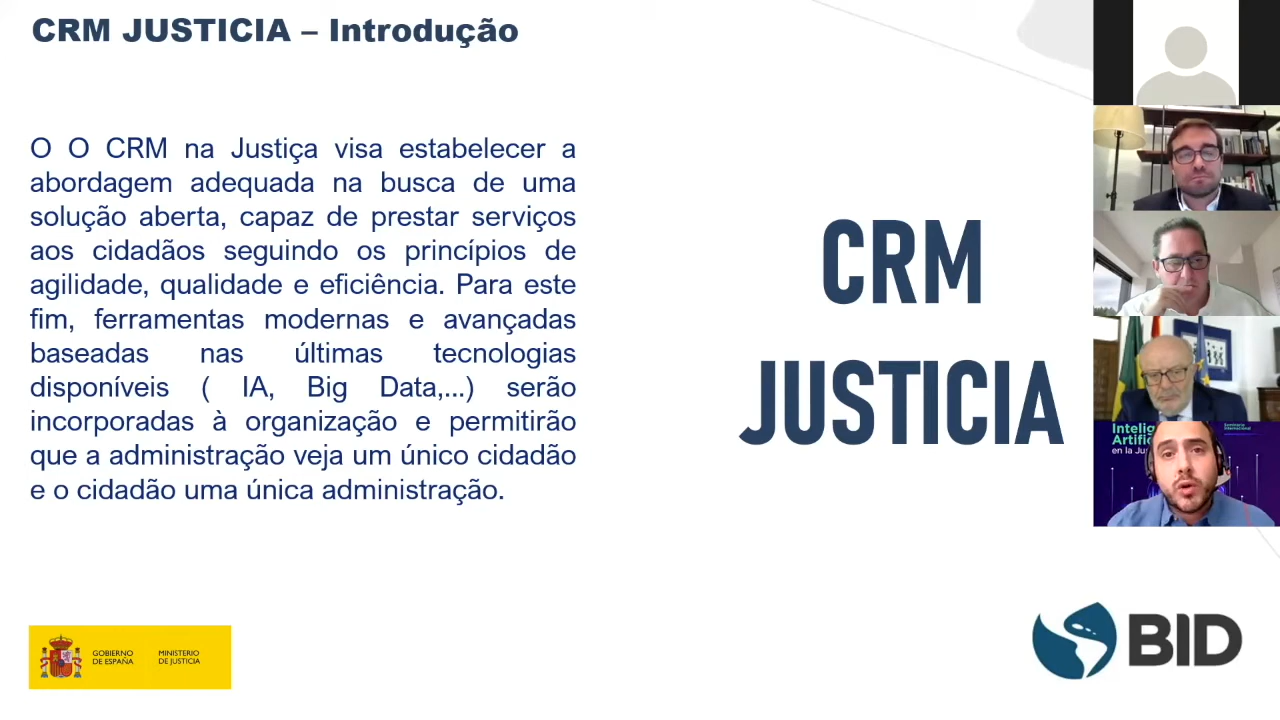 CRM JUSTICIA – Introdução
O O CRM na Justiça visa estabelecer a
abordagem adequada na busca de uma
solução aberta, capaz de prestar serviços
aos cidadãos seguindo os princípios de
agilidade, qualidade e eficiência. Para este
fim, ferramentas modernas e avançadas
baseadas nas últimas tecnologias
disponíveis ( IA, Big Data,...) serão
incorporadas à organização e permitirão
que a administração veja um único cidadão
e o cidadão uma única administração.
CRM
JUSTICIA
GOBIERNO
DE ESPAÑA
MINISTERIO
DE JUSTICIA
BID
Seminario
Internacional